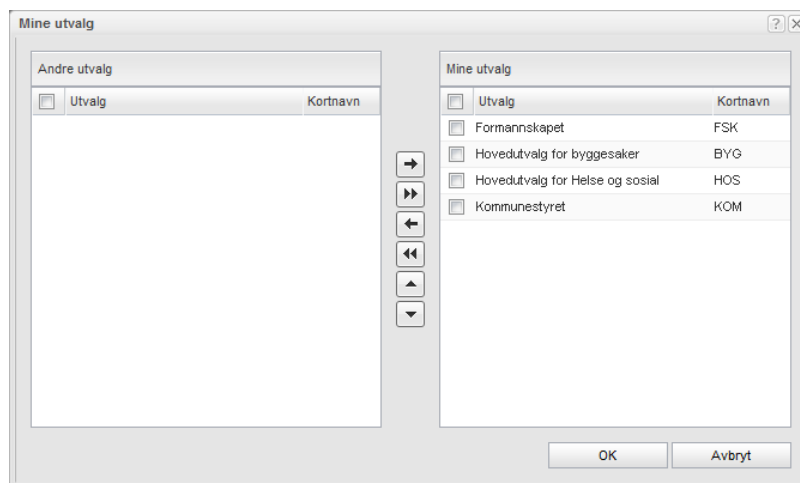 Mine utvalg
Andre utvalg
Utvalg Kortnavn
Mine utvalg
Utvalg Kortnavn
Formannskapet FSK
Hovedutvalg for byggesaker BYG
Hovedutvalg for Helse og sosial HOS
Kommunestyret KOM
OK Avbryt